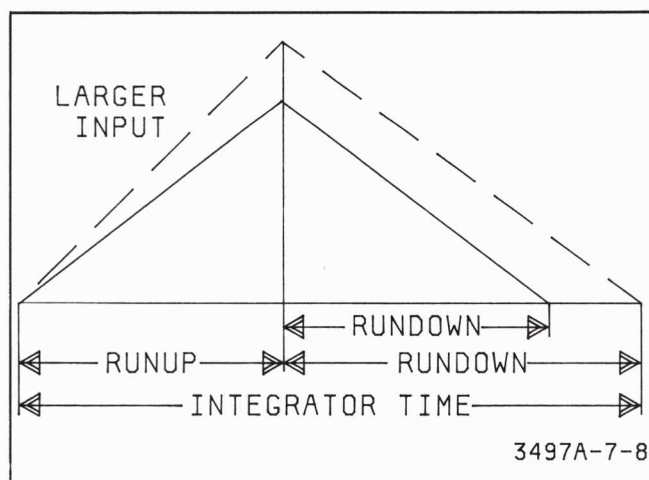 LARGER
INPUT
RUNDOWN
RUNUP RUNDOWN
INTEGRATOR TIME
3497A-7-8